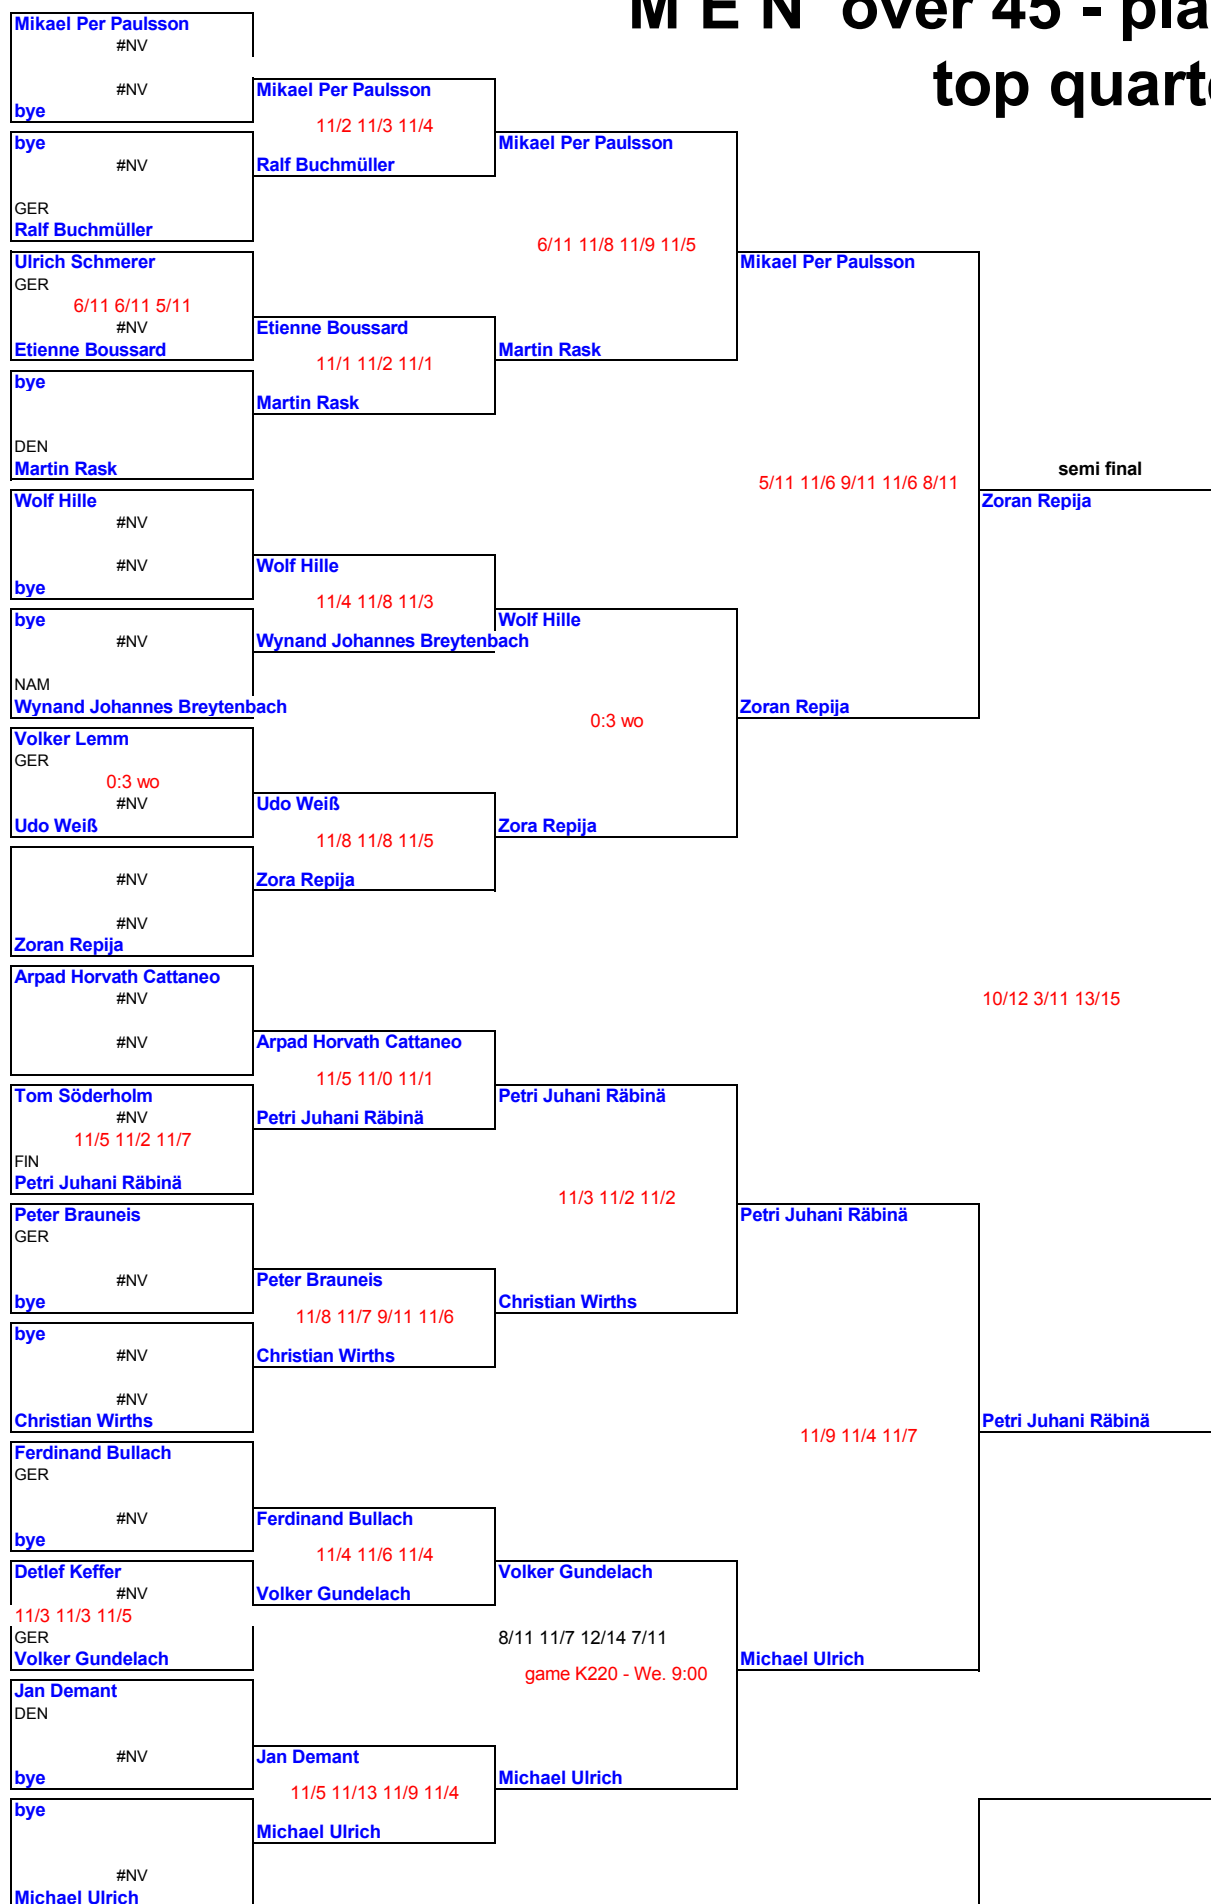 M E N over 45 - pla
top quart
Mikael Per Paulsson
#NV
#NV
bye
Mikael Per Paulsson
11/2 11/3 11/4
bye
Mikael Per Paulsson
#NV
Ralf Buchmüller
GER
Ralf Buchmüller
6/11 11/8 11/9 11/5
Ulrich Schmerer
Mikael Per Paulsson
GER
6/11 6/11 5/11
#NV
Etienne Boussard
Etienne Boussard
Martin Rask
11/1 11/2 11/1
bye
Martin Rask
DEN
Martin Rask
semi final
5/11 11/6 9/11 11/6 8/11
Wolf Hille
Zoran Repija
#NV
#NV
Wolf Hille
bye
11/4 11/8 11/3
bye
Wolf Hille
#NV
Wynand Johannes Breytenbach
NAM
Wynand Johannes Breytenbach
Zoran Repija
0:3 wo
Volker Lemm
GER
0:3 wo
#NV
Udo Weiß
Udo Weiß
Zora Repija
11/8 11/8 11/5
#NV
Zora Repija
#NV
Zoran Repija
Arpad Horvath Cattaneo
#NV
10/12 3/11 13/15
#NV
Arpad Horvath Cattaneo
11/5 11/0 11/1
Tom Söderholm
Petri Juhani Räbinä
#NV
Petri Juhani Räbinä
11/5 11/2 11/7
FIN
Petri Juhani Räbinä
11/3 11/2 11/2
Peter Brauneis
Petri Juhani Räbinä
GER
#NV
Peter Brauneis
bye
Christian Wirths
11/8 11/7 9/11 11/6
bye
#NV
Christian Wirths
#NV
Christian Wirths
Petri Juhani Räbinä
11/9 11/4 11/7
Ferdinand Bullach
GER
#NV
Ferdinand Bullach
bye
11/4 11/6 11/4
Detlef Keffer
Volker Gundelach
#NV
Volker Gundelach
11/3 11/3 11/5
GER
8/11 11/7 12/14 7/11
Volker Gundelach
Michael Ulrich
game K220 - We. 9:00
Jan Demant
DEN
#NV
Jan Demant
bye
Michael Ulrich
11/5 11/13 11/9 11/4
bye
Michael Ulrich
#NV
Michael Ulrich